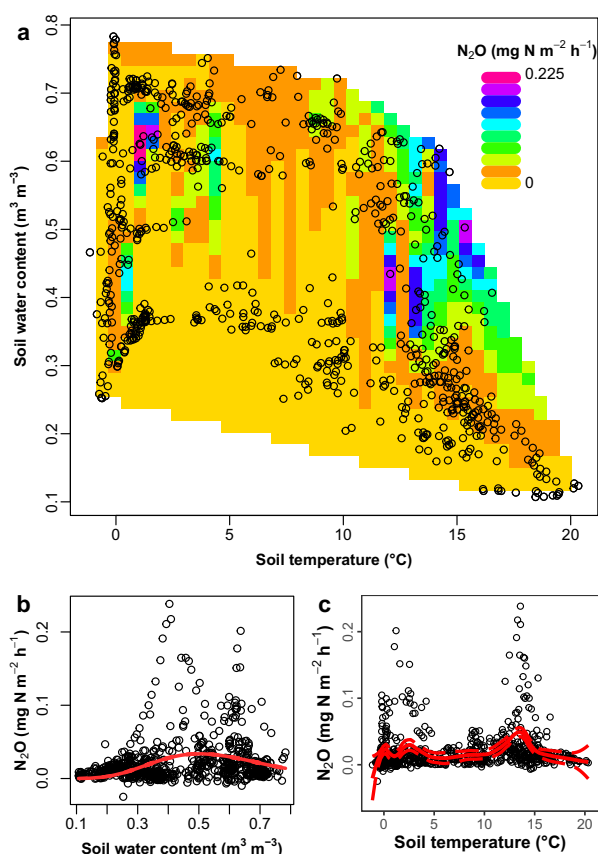 a
N₂O (mg N m⁻² h⁻¹)
0.225
0
Soil water content (m³ m⁻³)
0.8
0.7
0.6
0.5
0.4
0.3
0.2
0.1
0 5 10 15 20
Soil temperature (°C)
b
N₂O (mg N m⁻² h⁻¹)
0.2
0.1
0.0
0.1 0.3 0.5 0.7
Soil water content (m³ m⁻³)
c
N₂O (mg N m⁻² h⁻¹)
0.2
0.1
0.0
0 5 10 15 20
Soil temperature (°C)